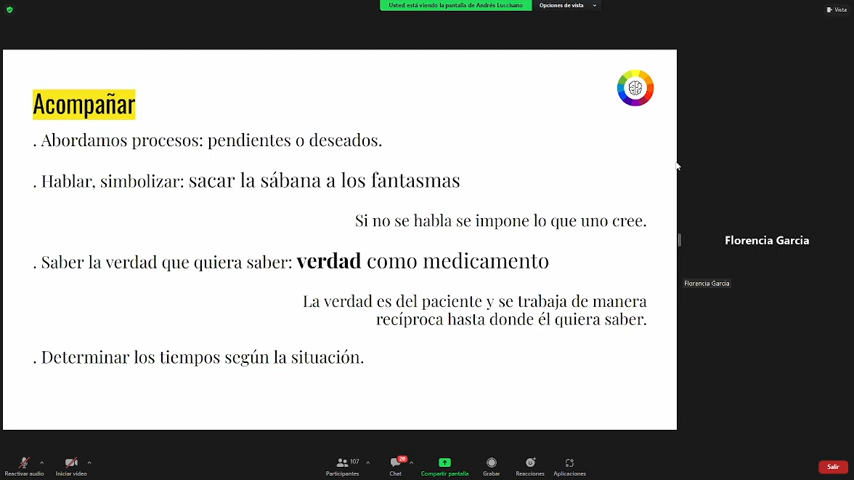 Usted está viendo la pantalla de Andrés Luccisano
Opciones de vista
Vista
Acompañar
. Abordamos procesos: pendientes o deseados.
. Hablar, simbolizar: sacar la sábana a los fantasmas
Si no se habla se impone lo que uno cree.
. Saber la verdad que quiera saber: verdad como medicamento
La verdad es del paciente y se trabaja de manera
recíproca hasta donde él quiera saber.
. Determinar los tiempos según la situación.
Florencia Garcia
Florencia Garcia
Reactivar audio
Iniciar video
107
Participantes
28
Chat
Compartir pantalla
Grabar
Reacciones
Aplicaciones
Salir